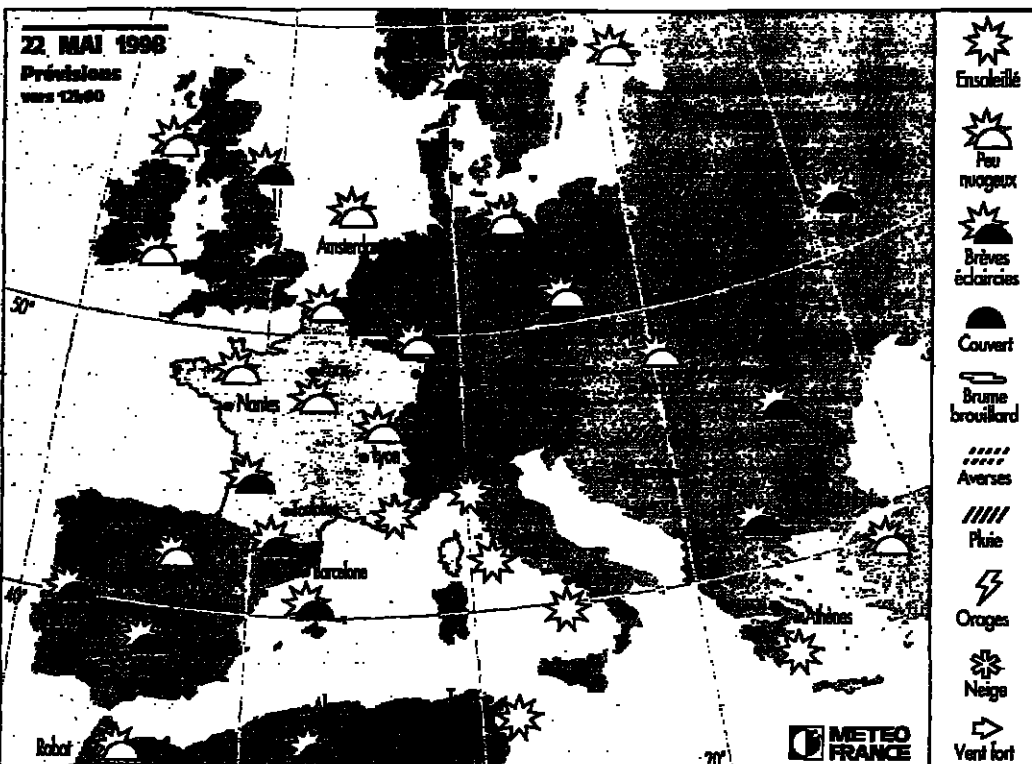 22 MAI 1998
Prévisions
vers 12h00
Amsterdam
50°
Paris
Nantes
Lyon
Toulouse
Barcelone
40°
Athènes
Rabat
20°
METEO
FRANCE
Ensoleillé
Peu
nuageux
Brèves
éclaircies
Couvert
Brume
brouillard
Averses
Pluie
Orages
Neige
Vent fort